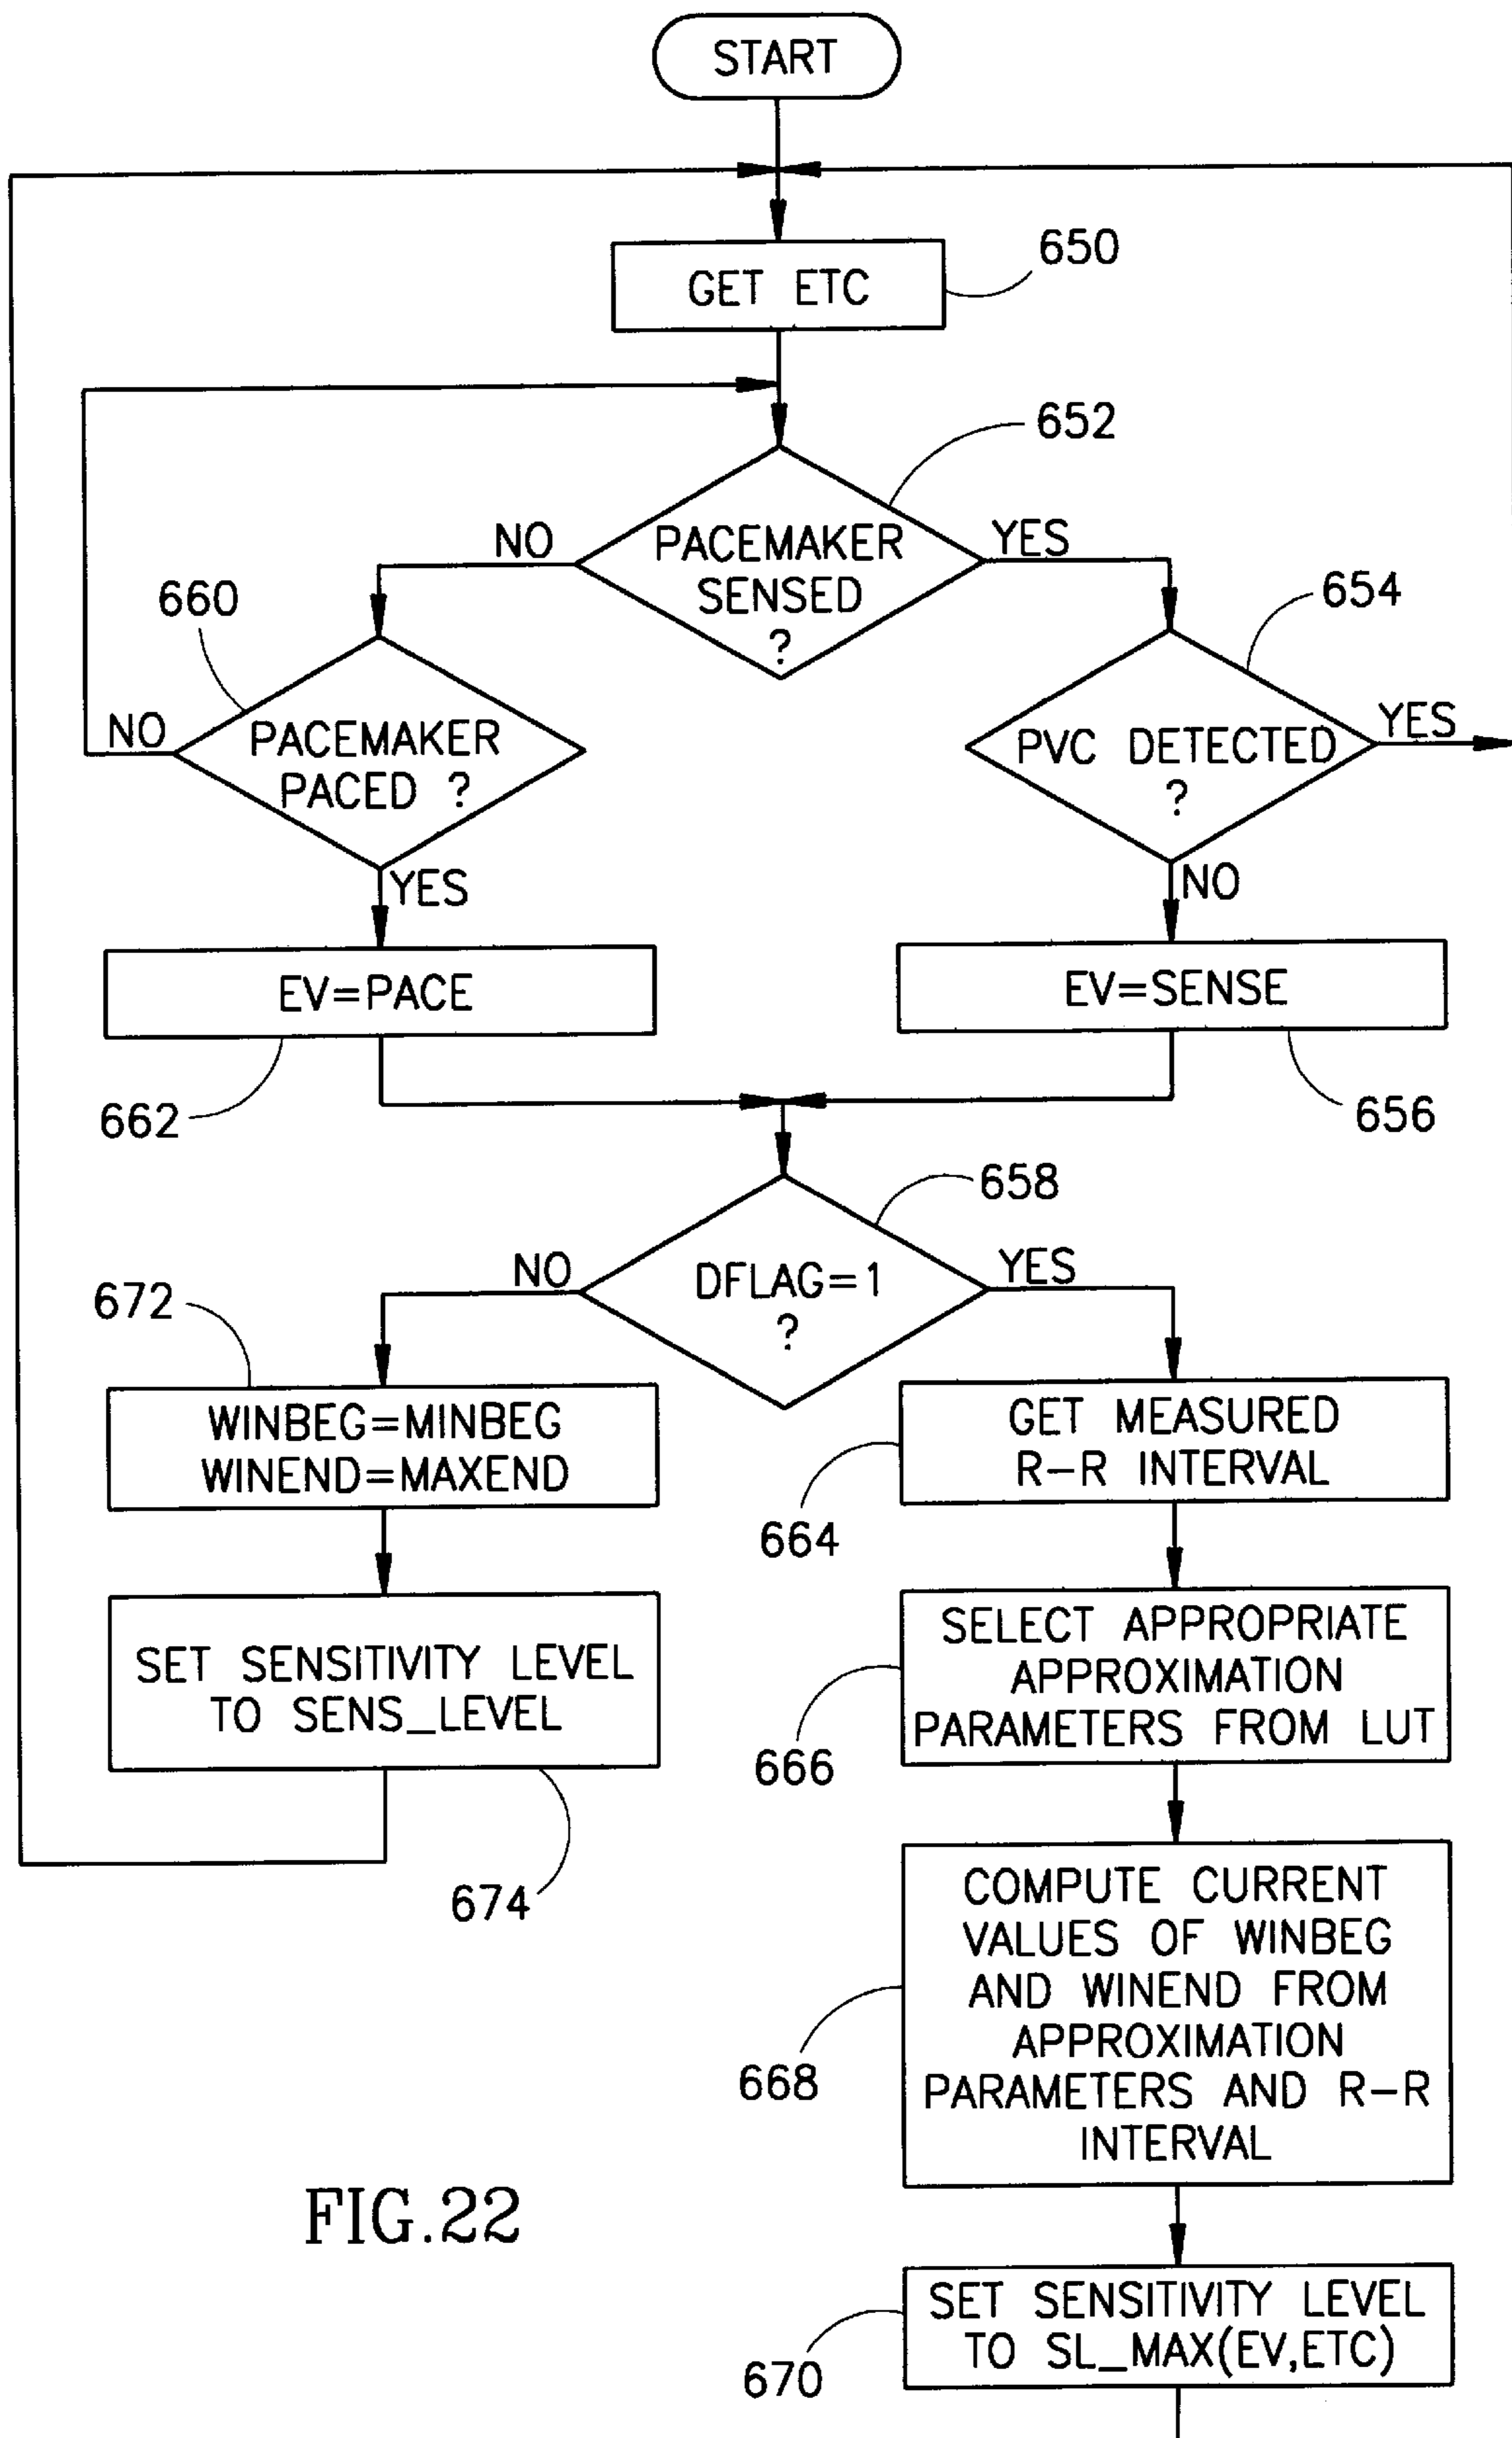 START
650
GET ETC
652
NO
PACEMAKER
SENSED
?
YES
660
654
NO
PACEMAKER
PACED ?
PVC DETECTED
?
YES
YES
NO
EV=PACE
EV=SENSE
662
656
658
NO
DFLAG=1
?
YES
672
WINBEG=MINBEG
WINEND=MAXEND
GET MEASURED
R-R INTERVAL
664
SET SENSITIVITY LEVEL
TO SENS_LEVEL
SELECT APPROPRIATE
APPROXIMATION
PARAMETERS FROM LUT
666
674
COMPUTE CURRENT
VALUES OF WINBEG
AND WINEND FROM
APPROXIMATION
PARAMETERS AND R-R
INTERVAL
668
FIG.22
SET SENSITIVITY LEVEL
TO SL_MAX(EV,ETC)
670